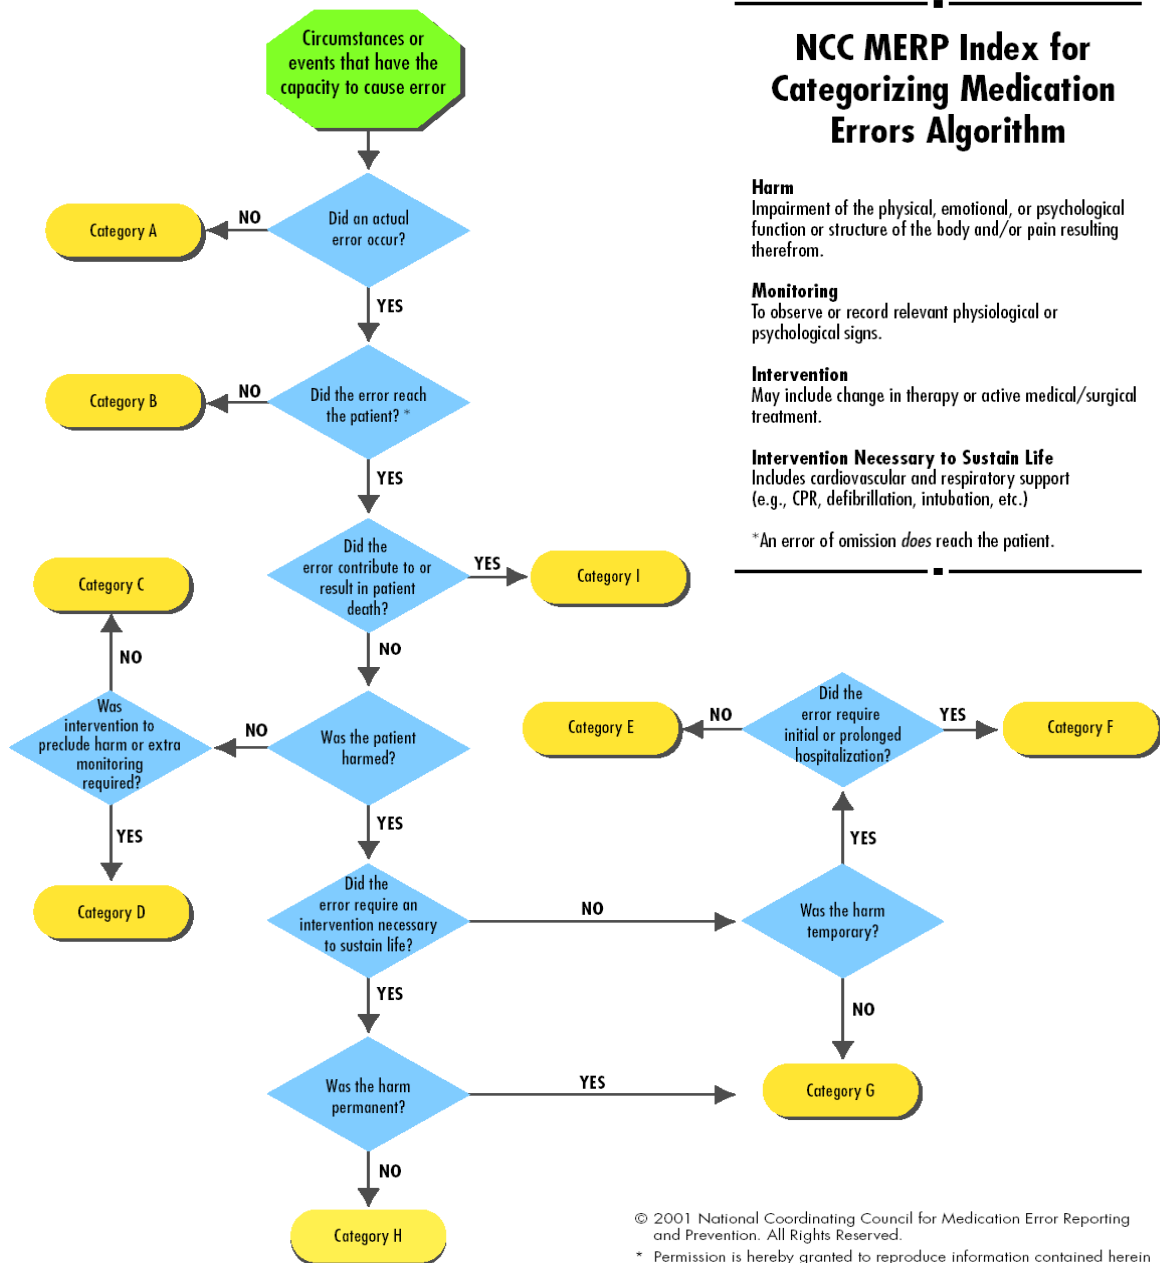 Circumstances or
events that have the
capacity to cause error
NCC MERP Index for
Categorizing Medication
Errors Algorithm
Harm
Impairment of the physical, emotional, or psychological
function or structure of the body and/or pain resulting
therefrom.
Monitoring
To observe or record relevant physiological or
psychological signs.
Intervention
May include change in therapy or active medical/surgical
treatment.
Intervention Necessary to Sustain Life
Includes cardiovascular and respiratory support
(e.g., CPR, defibrillation, intubation, etc.)
*An error of omission does reach the patient.
Did an actual
error occur?
NO
Category A
YES
Did the error reach
the patient? *
NO
Category B
YES
Did the
error contribute to or
result in patient
death?
YES
Category I
NO
Was the patient
harmed?
NO
Was
intervention to
preclude harm or extra
monitoring
required?
NO
Category C
YES
Category D
YES
Did the
error require an
intervention necessary
to sustain life?
NO
Was the harm
temporary?
YES
Did the
error require
initial or prolonged
hospitalization?
NO
Category E
YES
Category F
NO
Category G
YES
Was the harm
permanent?
YES
NO
Category H
© 2001 National Coordinating Council for Medication Error Reporting
and Prevention. All Rights Reserved.
* Permission is hereby granted to reproduce information contained herein